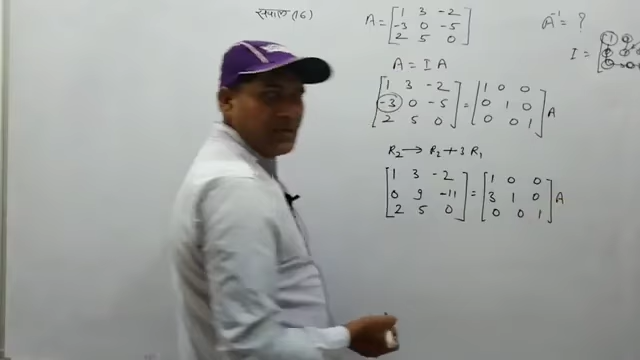 सवाल (16)
A = [1 3 -2
-3 0 -5
2 5 0]
A⁻¹ = ?
I =
A = I A
[1 3 -2
-3 0 -5
2 5 0] = [1 0 0
0 1 0
0 0 1] A
R₂ → R₂ + 3 R₁
[1 3 -2
0 9 -11
2 5 0] = [1 0 0
3 1 0
0 0 1] A